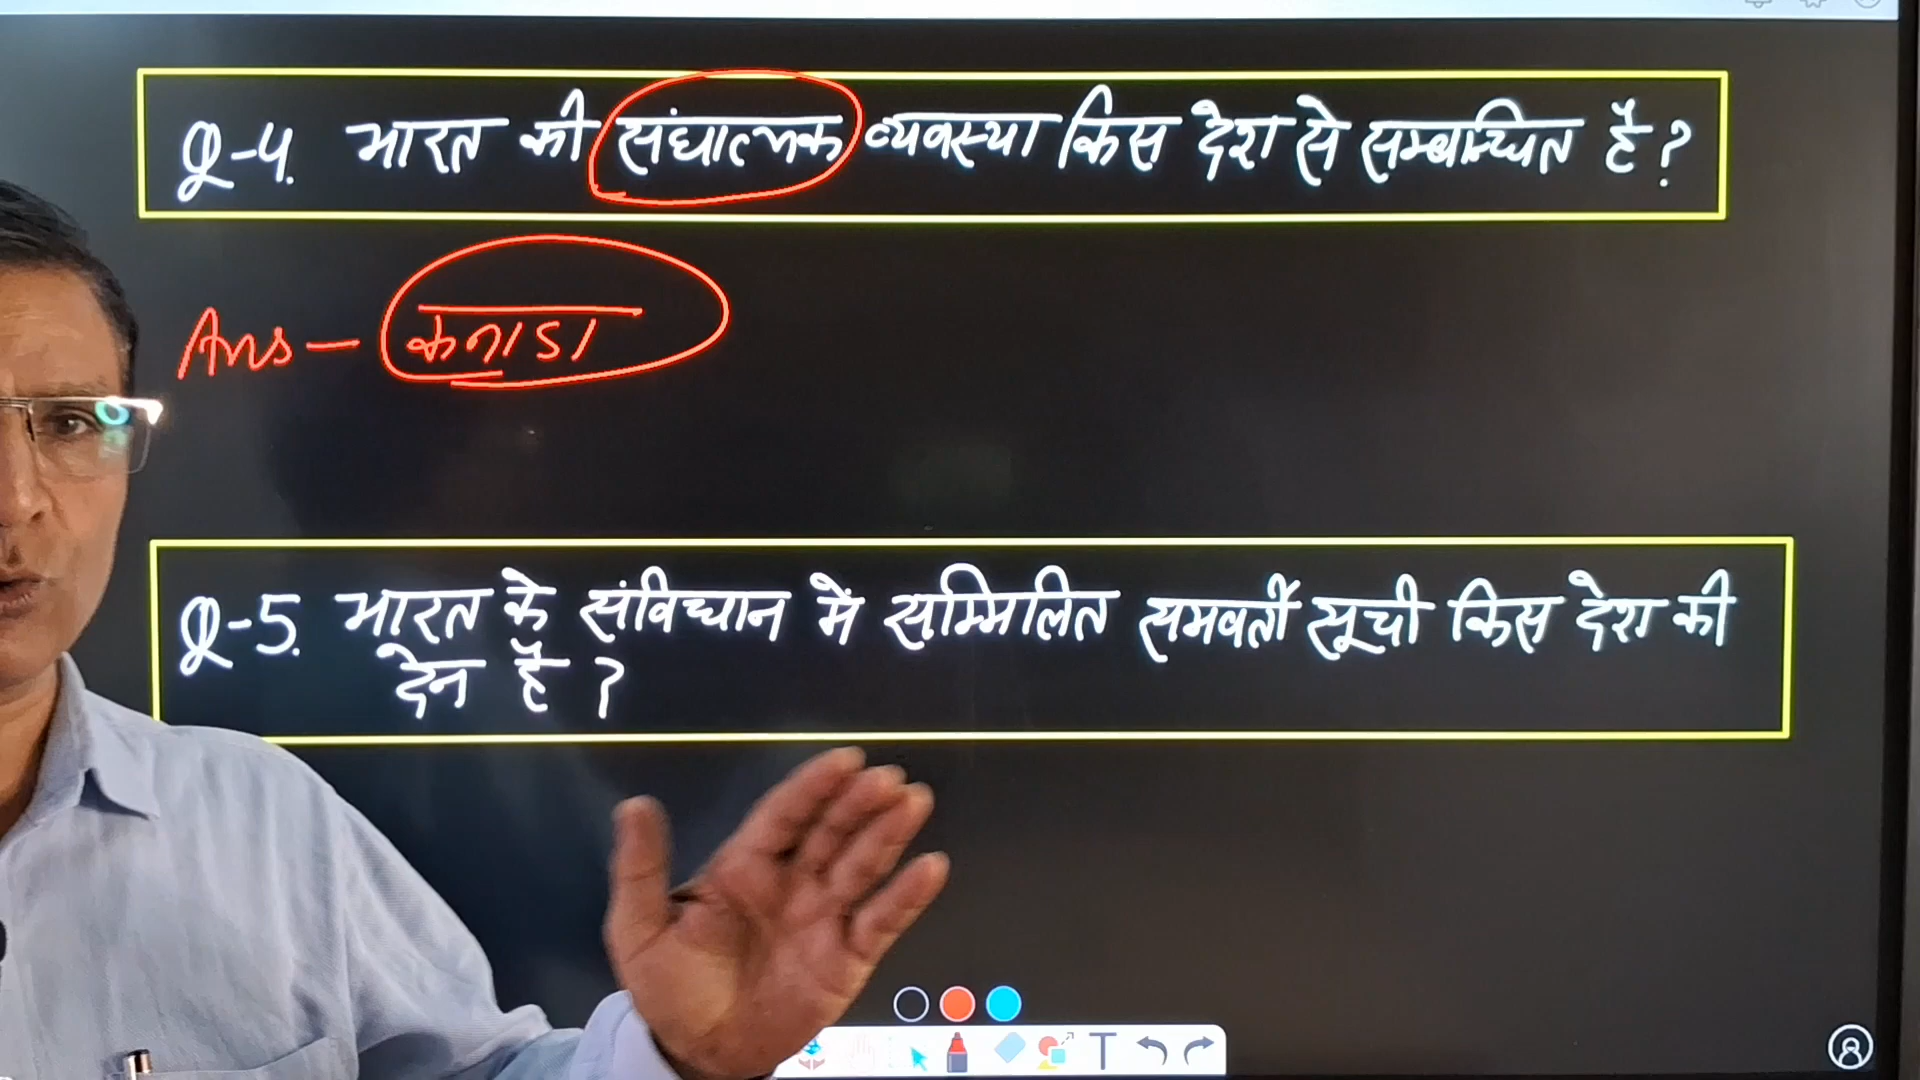 Q-4. भारत की संघात्मक व्यवस्था किस देश से सम्बन्धित है ?
Ans - कनाडा
Q-5. भारत के संविधान में सम्मिलित समवर्ती सूची किस देश की
देन है ?
T